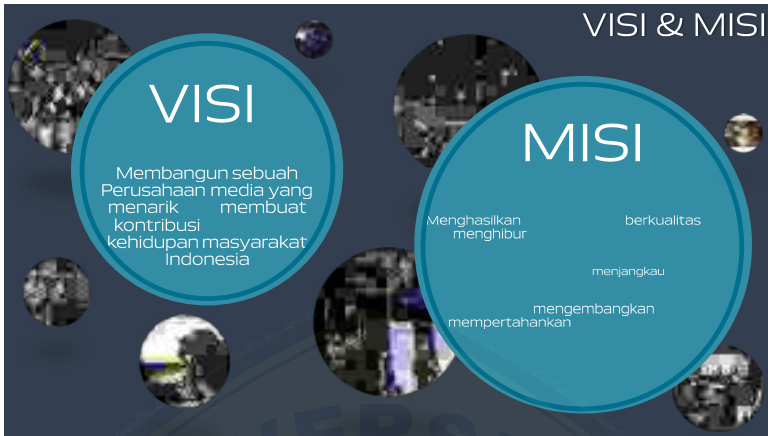 VISI & MISI
VISI
Membangun sebuah
Perusahaan media yang
menarik membuat
kontribusi
kehidupan masyarakat
Indonesia
MISI
Menghasilkan berkualitas
menghibur
menjangkau
mengembangkan
mempertahankan